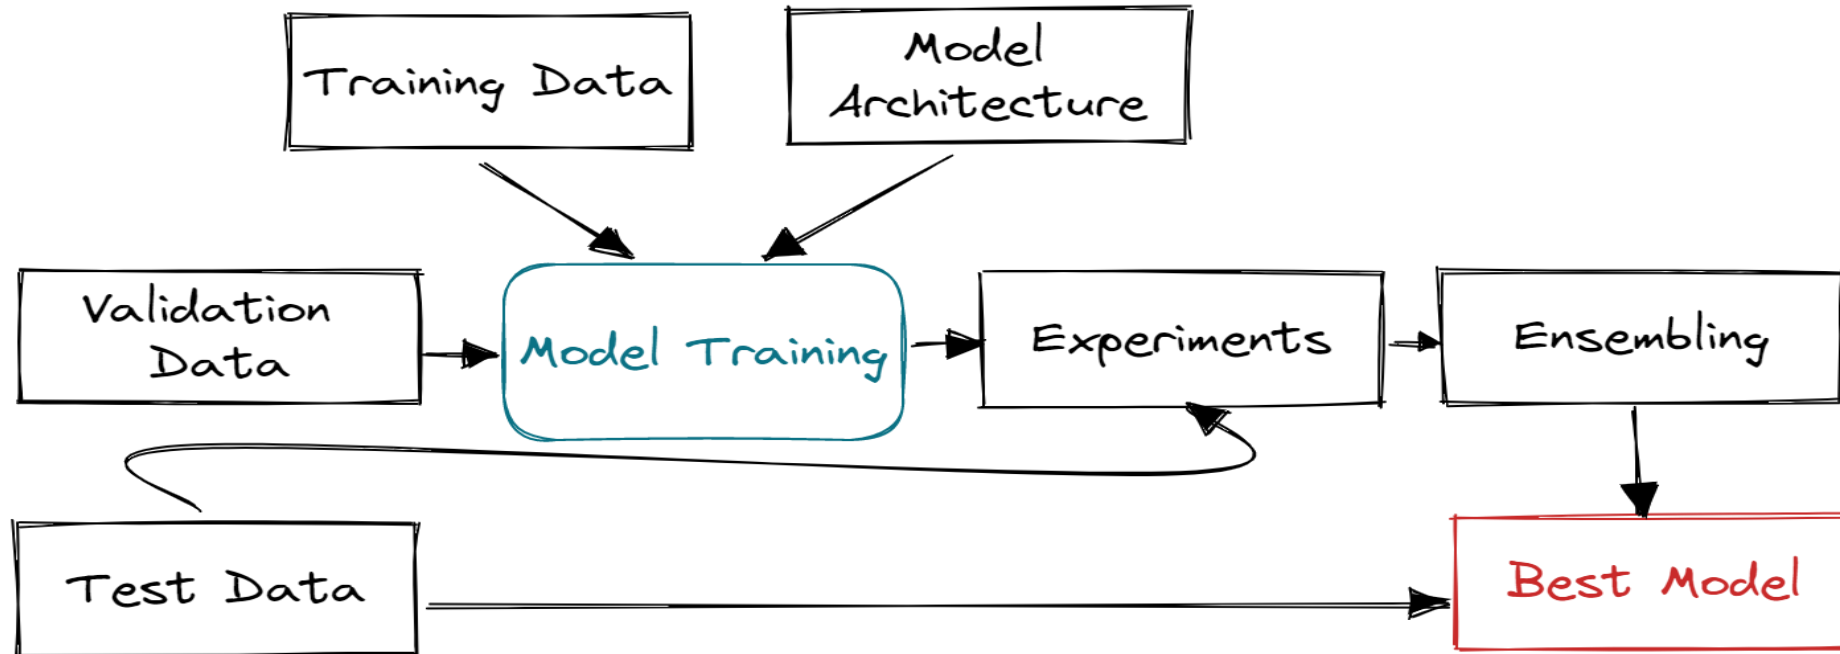 Training Data
Model
Architecture
Validation
Data
Model Training
Experiments
Ensembling
Test Data
Best Model